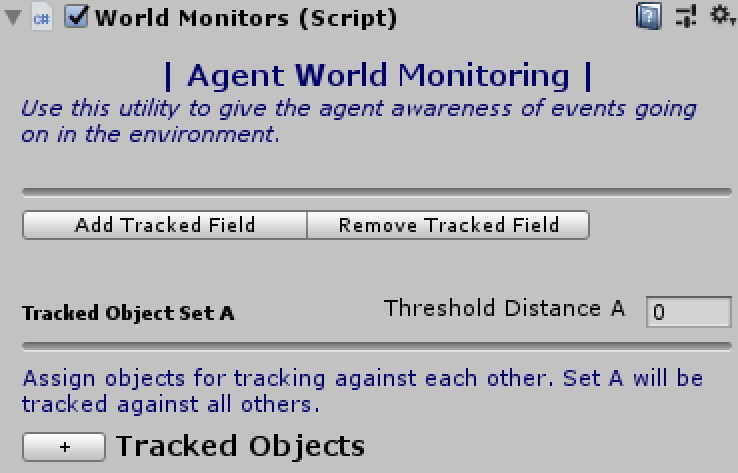 c# World Monitors (Script)
| Agent World Monitoring |
Use this utility to give the agent awareness of events going
on in the environment.
Add Tracked Field Remove Tracked Field
Tracked Object Set A Threshold Distance A 0
Assign objects for tracking against each other. Set A will be
tracked against all others.
+ Tracked Objects